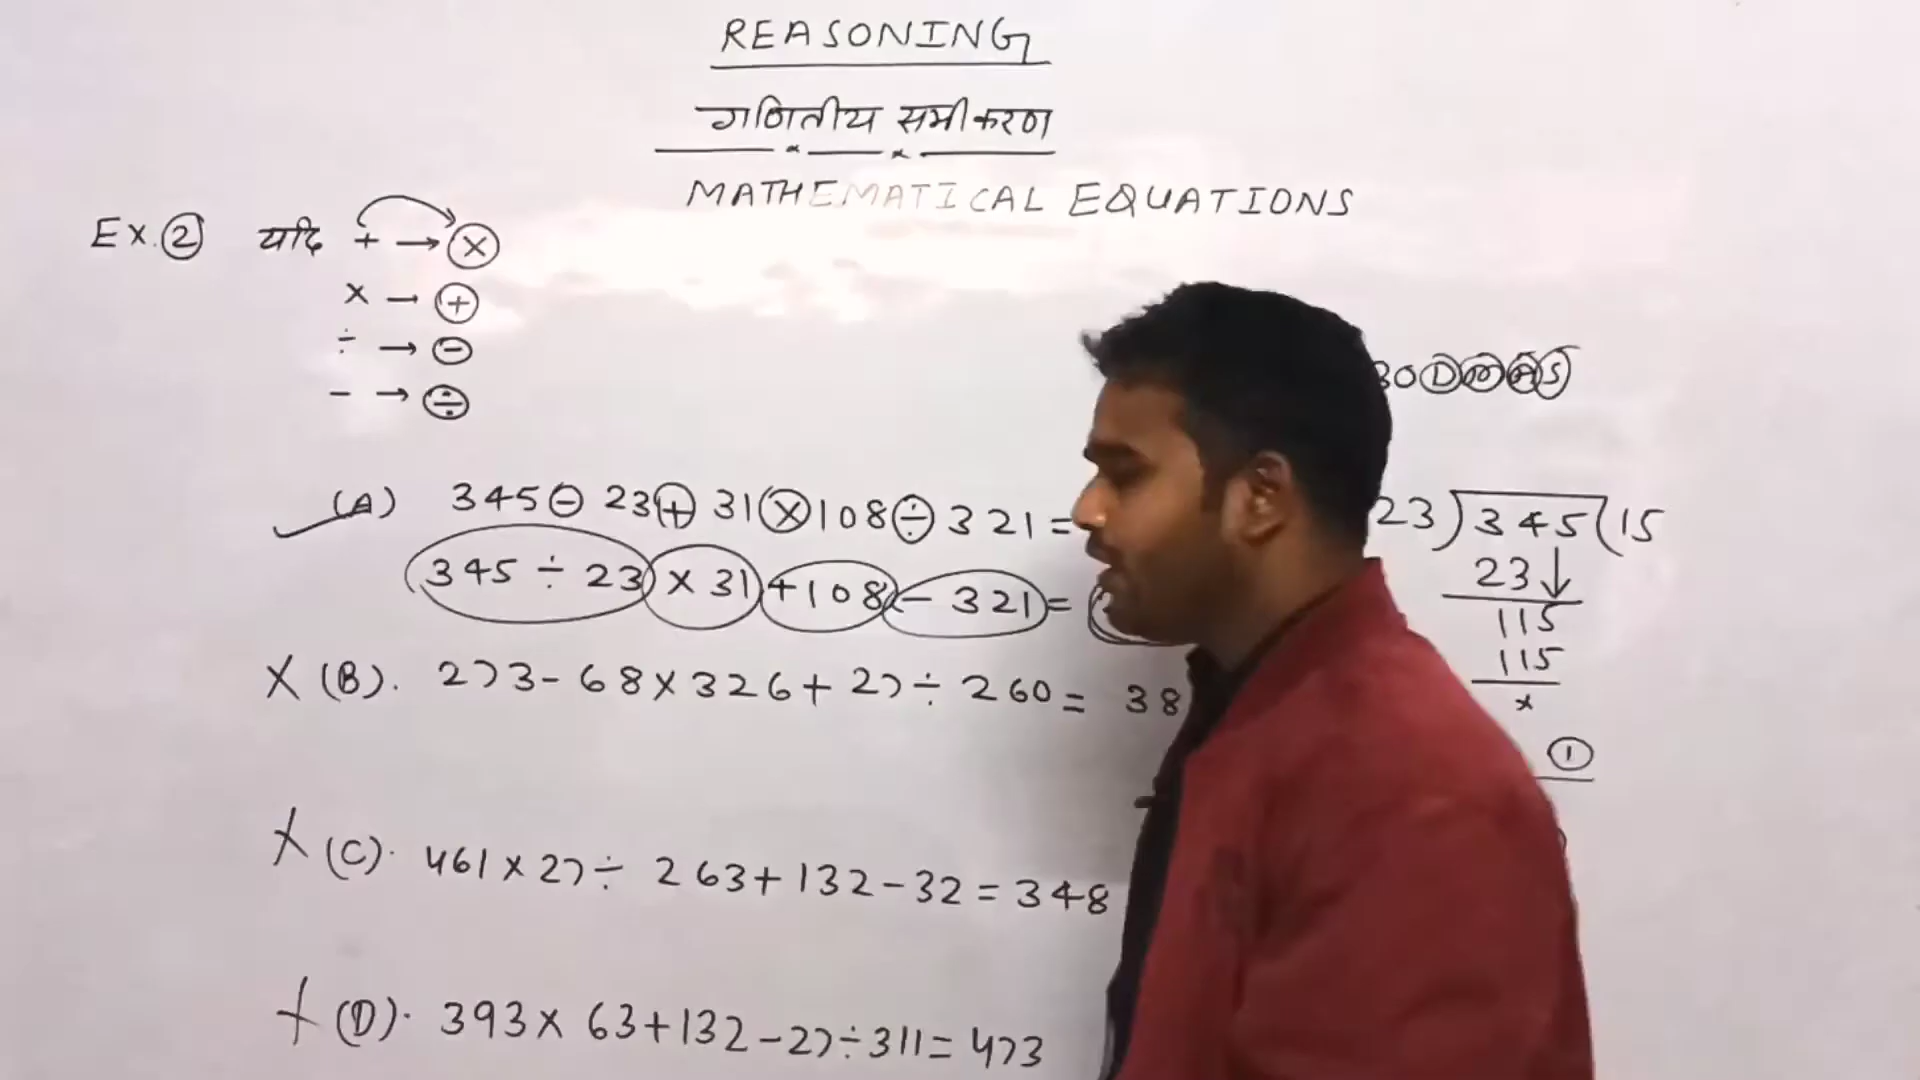 REASONING
गणितीय समीकरण
MATHEMATICAL EQUATIONS
Ex. ② यदि + → ×
× → +
÷ → −
− → ÷
BODMAS
(A) 345 − 23 + 31 × 108 ÷ 321 =
345 ÷ 23 × 31 + 108 − 321 =
23 ) 345 ( 15
23 ↓
115
115
×
①
X (B). 273 - 68 × 326 + 27 ÷ 260 = 38
X (C). 461 × 27 ÷ 263 + 132 - 32 = 348
X (D). 393 × 63 + 132 - 27 ÷ 311 = 473